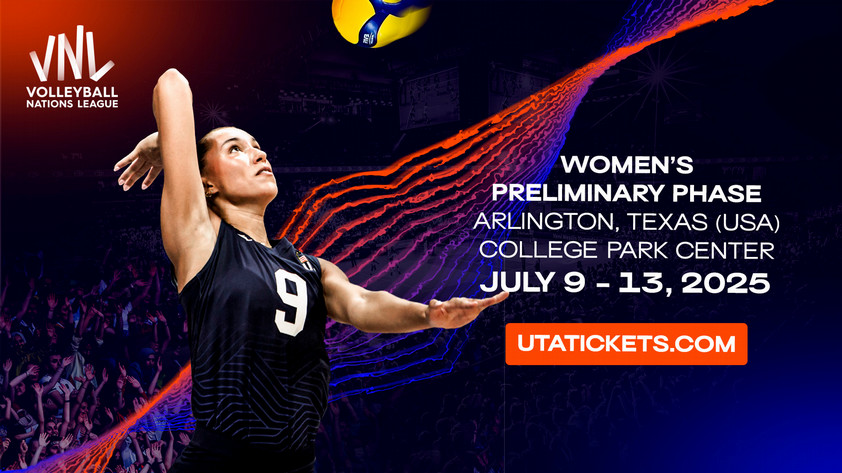 VNL
VOLLEYBALL
NATIONS LEAGUE
9
WOMEN'S
PRELIMINARY PHASE
ARLINGTON, TEXAS (USA)
COLLEGE PARK CENTER
JULY 9 – 13, 2025
UTATICKETS.COM